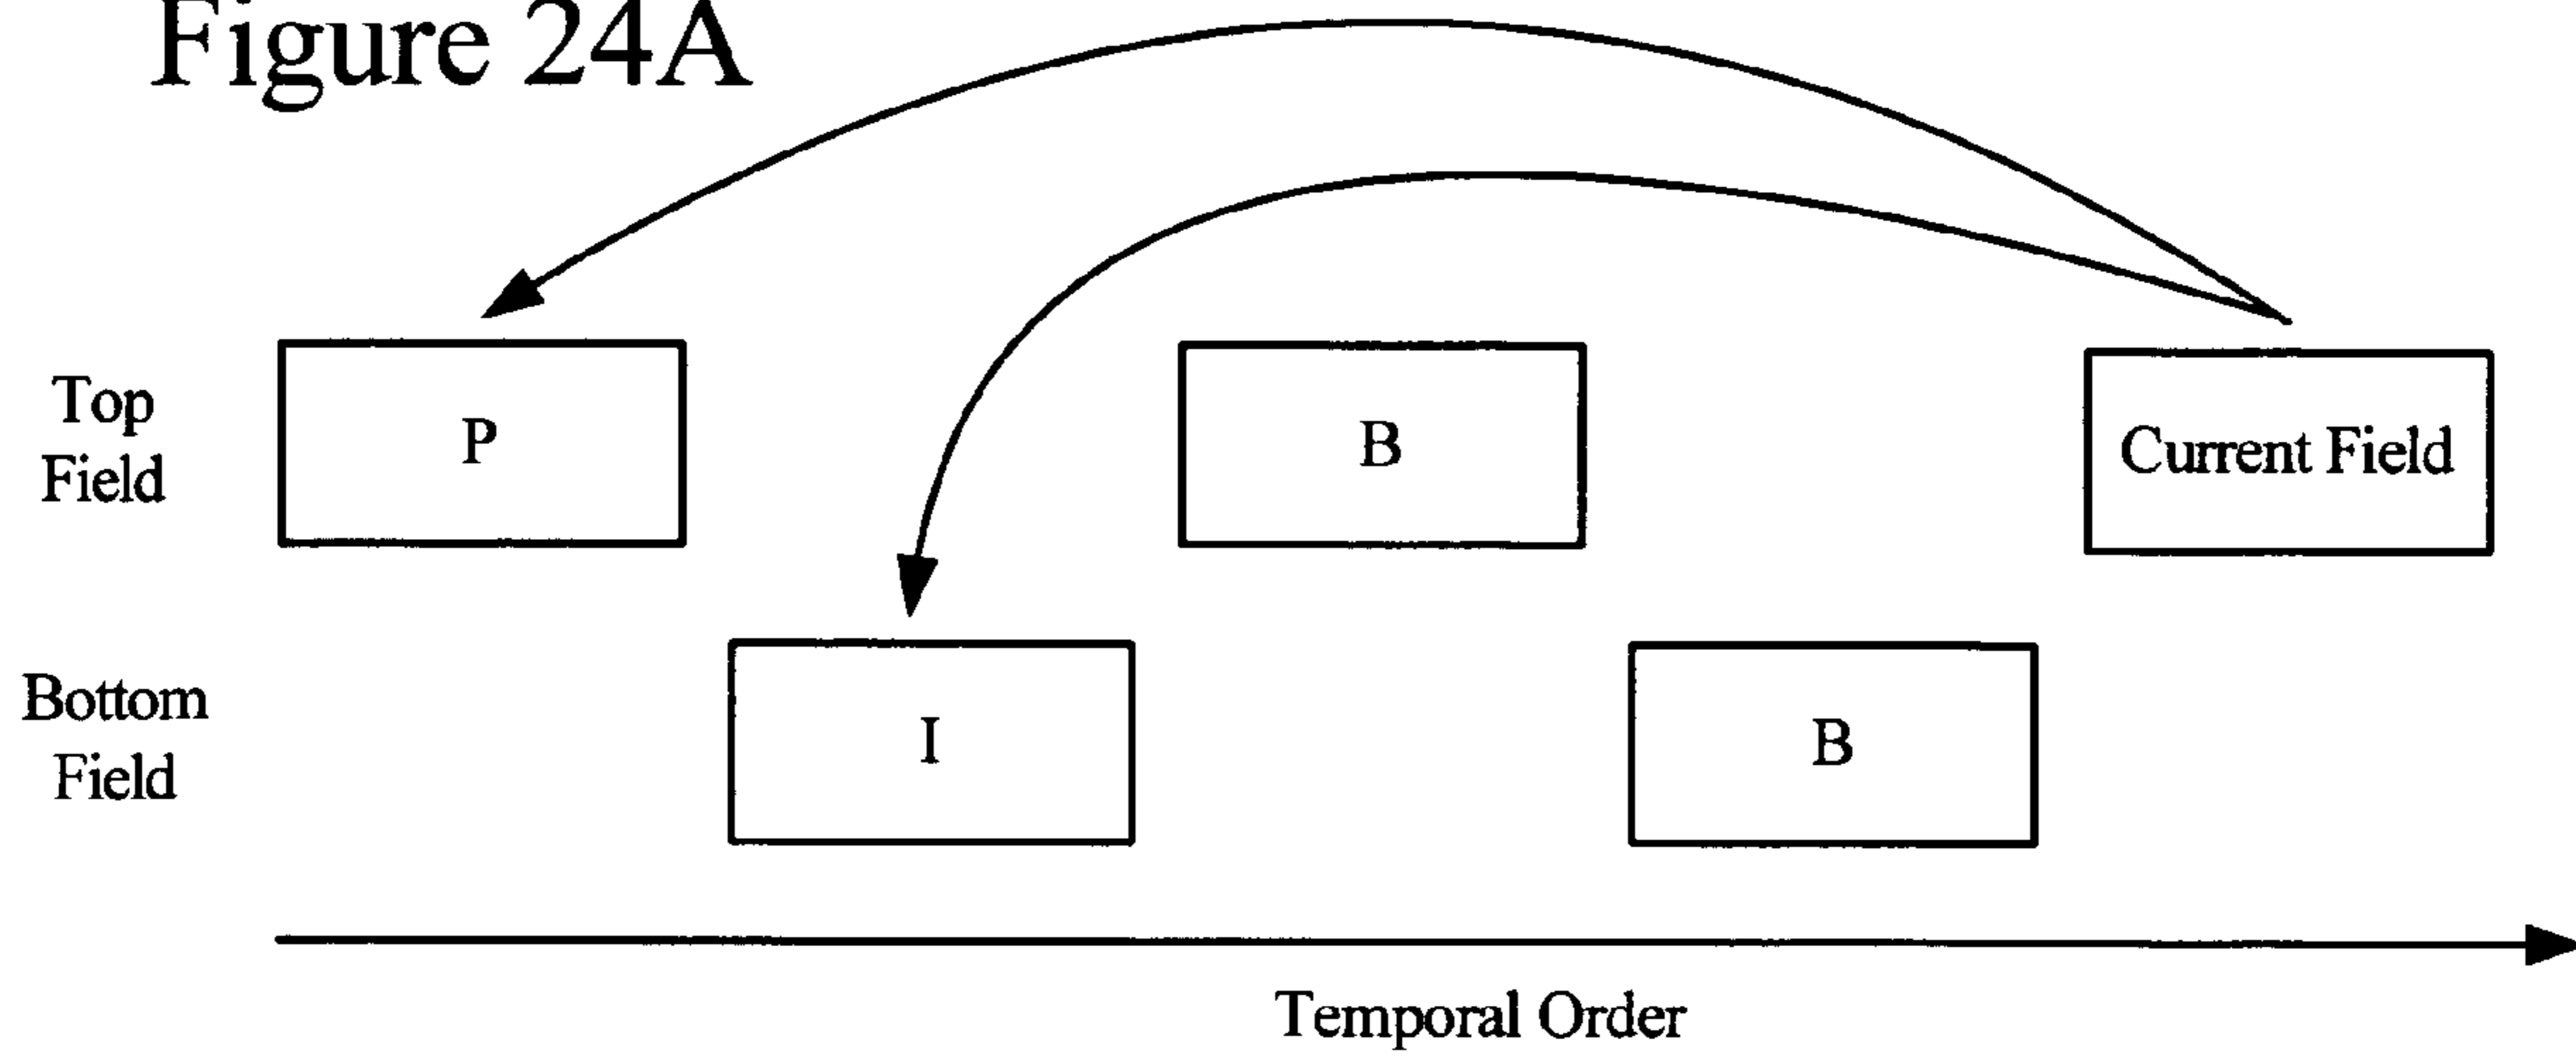 Figure 24A
Top
Field
P
B
Current Field
Bottom
Field
I
B
Temporal Order